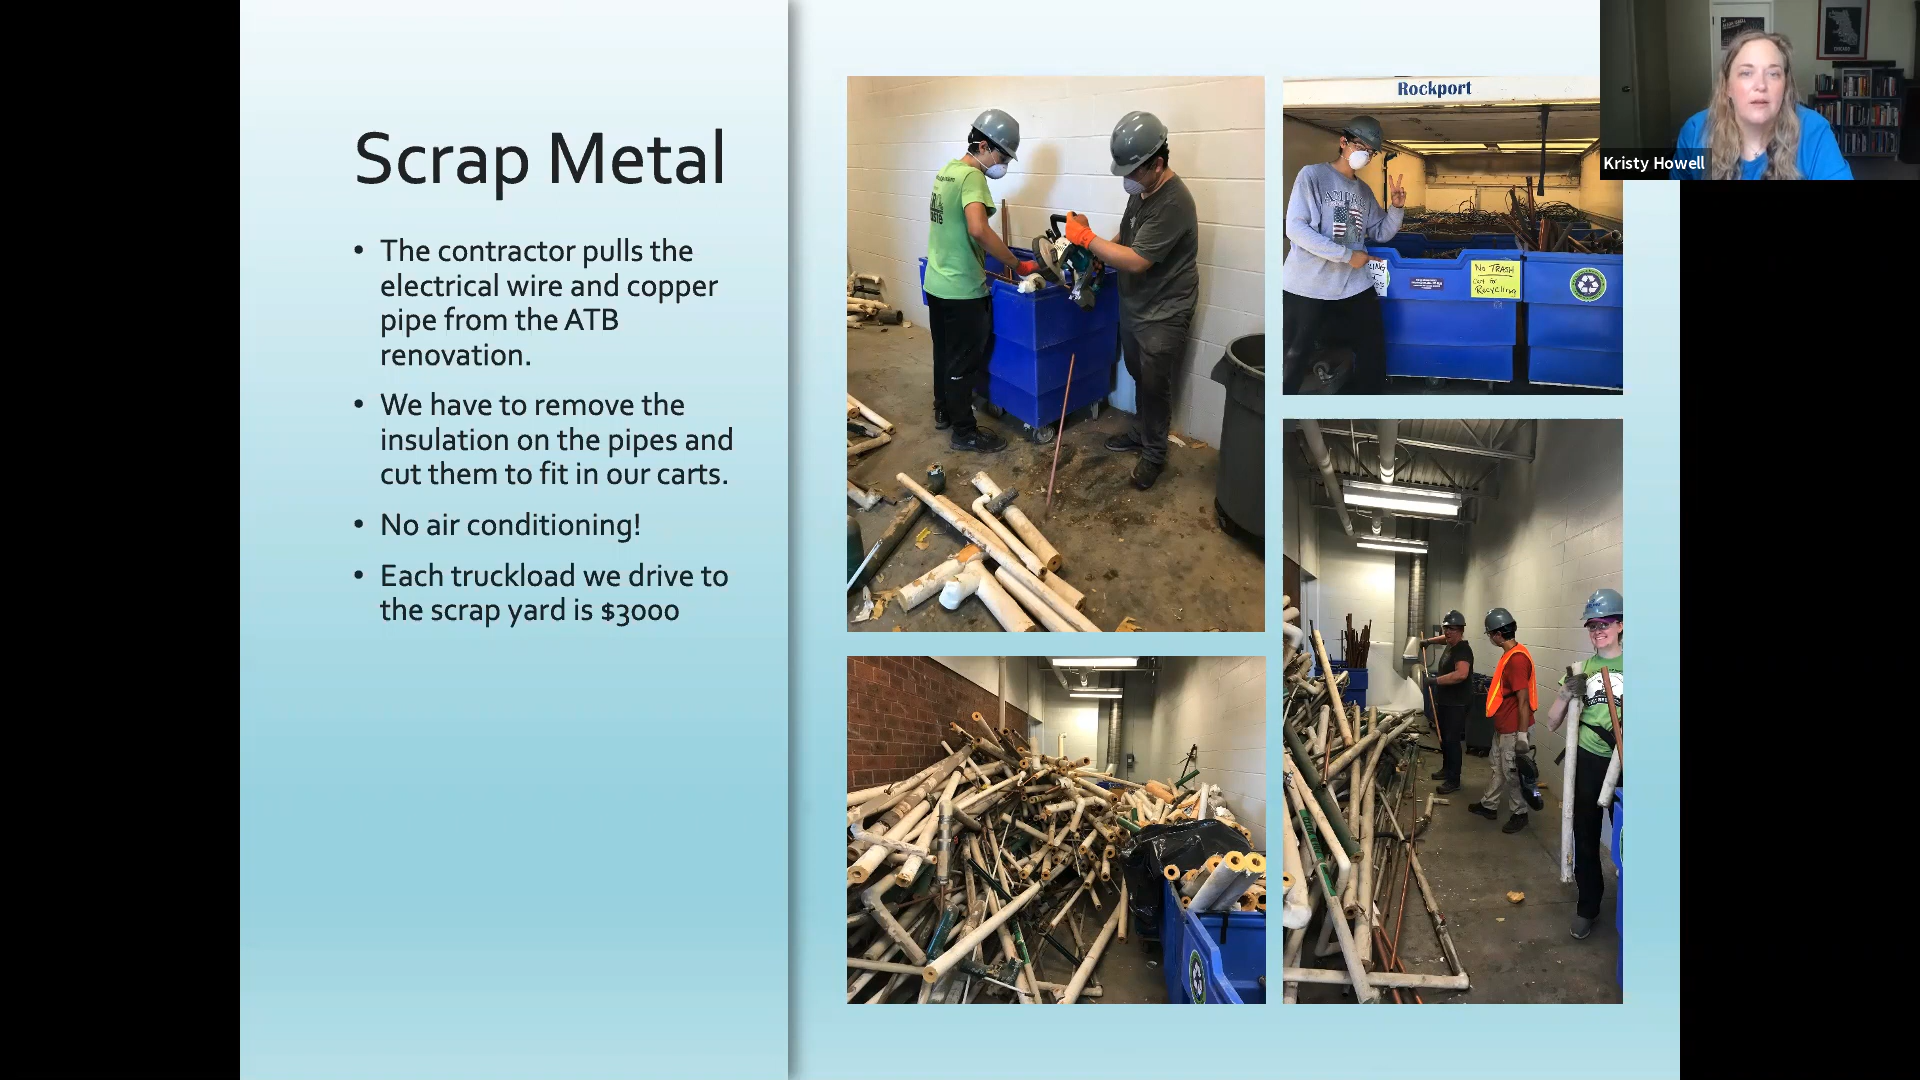 Scrap Metal
• The contractor pulls the
electrical wire and copper
pipe from the ATB
renovation.
• We have to remove the
insulation on the pipes and
cut them to fit in our carts.
• No air conditioning!
• Each truckload we drive to
the scrap yard is $3000
Rockport
No TRASH
Cart for
Recycling
Kristy Howell